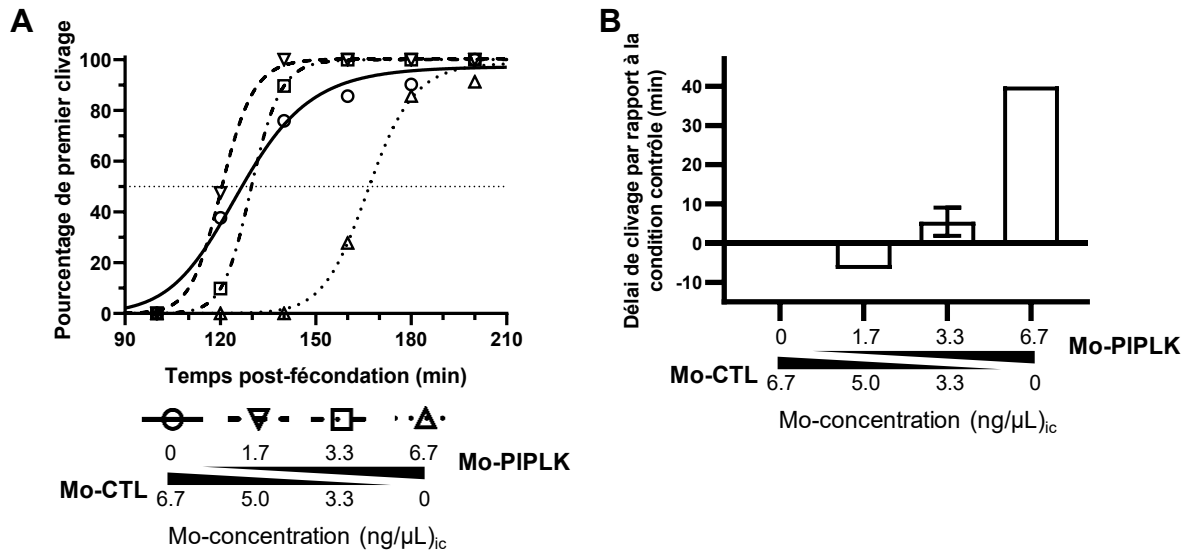 A
Pourcentage de premier clivage
100
80
60
40
20
0
90 120 150 180 210
Temps post-fécondation (min)
0 1.7 3.3 6.7
Mo-PIPLK
Mo-CTL
6.7 5.0 3.3 0
Mo-concentration (ng/µL)ic
B
Délai de clivage par rapport à la
condition contrôle (min)
40
30
20
10
0
-10
0 1.7 3.3 6.7
Mo-PIPLK
Mo-CTL
6.7 5.0 3.3 0
Mo-concentration (ng/µL)ic